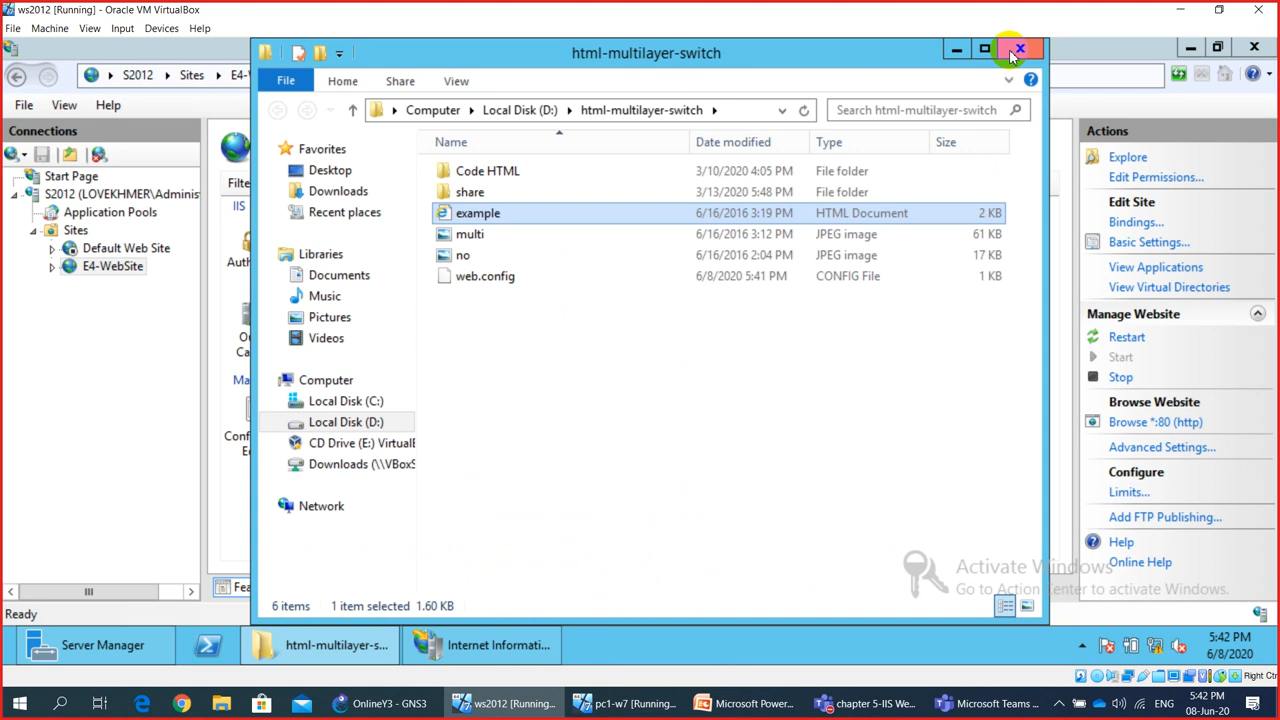 ws2012 [Running] - Oracle VM VirtualBox
File Machine View Input Devices Help
html-multilayer-switch
S2012 Sites E4-W
File View Help
File Home Share View
Computer Local Disk (D:) html-multilayer-switch
Search html-multilayer-switch
Connections
Start Page
S2012 (LOVEKHMER\Adminis
Application Pools
Sites
Default Web Site
E4-WebSite
Filte
IIS
Auth
Ca
Ma
Conf
Fea
Favorites
Desktop
Downloads
Recent places
Libraries
Documents
Music
Pictures
Videos
Computer
Local Disk (C:)
Local Disk (D:)
CD Drive (E:) VirtualB
Downloads (\\VBoxS
Network
Name Date modified Type Size
Code HTML 3/10/2020 4:05 PM File folder
share 3/13/2020 5:48 PM File folder
example 6/16/2016 3:19 PM HTML Document 2 KB
multi 6/16/2016 3:12 PM JPEG image 61 KB
no 6/16/2016 2:04 PM JPEG image 17 KB
web.config 6/8/2020 5:41 PM CONFIG File 1 KB
6 items 1 item selected 1.60 KB
Actions
Explore
Edit Permissions...
Edit Site
Bindings...
Basic Settings...
View Applications
View Virtual Directories
Manage Website
Restart
Start
Stop
Browse Website
Browse *:80 (http)
Advanced Settings...
Configure
Limits...
Add FTP Publishing...
Help
Online Help
Activate Windows
Go to Action Center to activate Windows.
Ready
Server Manager
html-multilayer-s...
Internet Informati...
5:42 PM
6/8/2020
Right Ctrl
OnlineY3 - GNS3
ws2012 [Running...
pc1-w7 [Running...
Microsoft Power...
chapter 5-IIS We...
Microsoft Teams ...
ENG
5:42 PM
08-Jun-20